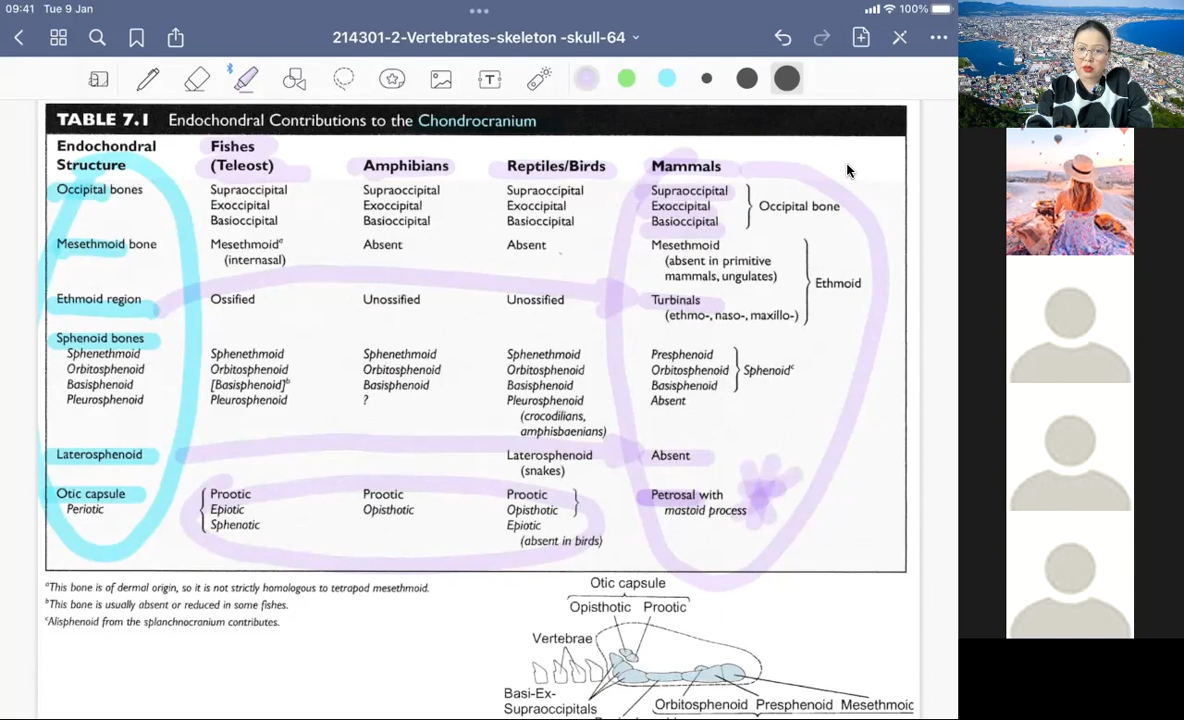 09:41 Tue 9 Jan
100%
214301-2-Vertebrates-skeleton -skull-64
TABLE 7.1 Endochondral Contributions to the Chondrocranium
Endochondral Structure Fishes (Teleost) Amphibians Reptiles/Birds Mammals
Occipital bones Supraoccipital Supraoccipital Supraoccipital Supraoccipital
Exoccipital Exoccipital Exoccipital Exoccipital Occipital bone
Basioccipital Basioccipital Basioccipital Basioccipital
Mesethmoid bone Mesethmoidᵃ Absent Absent Mesethmoid
(internasal) (absent in primitive
mammals, ungulates) Ethmoid
Ethmoid region Ossified Unossified Unossified Turbinals
(ethmo-, naso-, maxillo-)
Sphenoid bones
Sphenethmoid Sphenethmoid Sphenethmoid Sphenethmoid Presphenoid
Orbitosphenoid Orbitosphenoid Orbitosphenoid Orbitosphenoid Orbitosphenoid Sphenoidᶜ
Basisphenoid [Basisphenoid]ᵇ Basisphenoid Basisphenoid Basisphenoid
Pleurosphenoid Pleurosphenoid ? Pleurosphenoid Absent
(crocodilians,
amphisbaenians)
Laterosphenoid Laterosphenoid Absent
(snakes)
Otic capsule Prootic Prootic Prootic Petrosal with
Periotic Epiotic Opisthotic Opisthotic mastoid process
Sphenotic Epiotic
(absent in birds)
ᵃThis bone is of dermal origin, so it is not strictly homologous to tetrapod mesethmoid.
ᵇThis bone is usually absent or reduced in some fishes.
ᶜAlisphenoid from the splanchnocranium contributes.
Otic capsule
Opisthotic Prootic
Vertebrae
Basi-Ex-
Supraoccipitals
Orbitosphenoid Presphenoid Mesethmoid